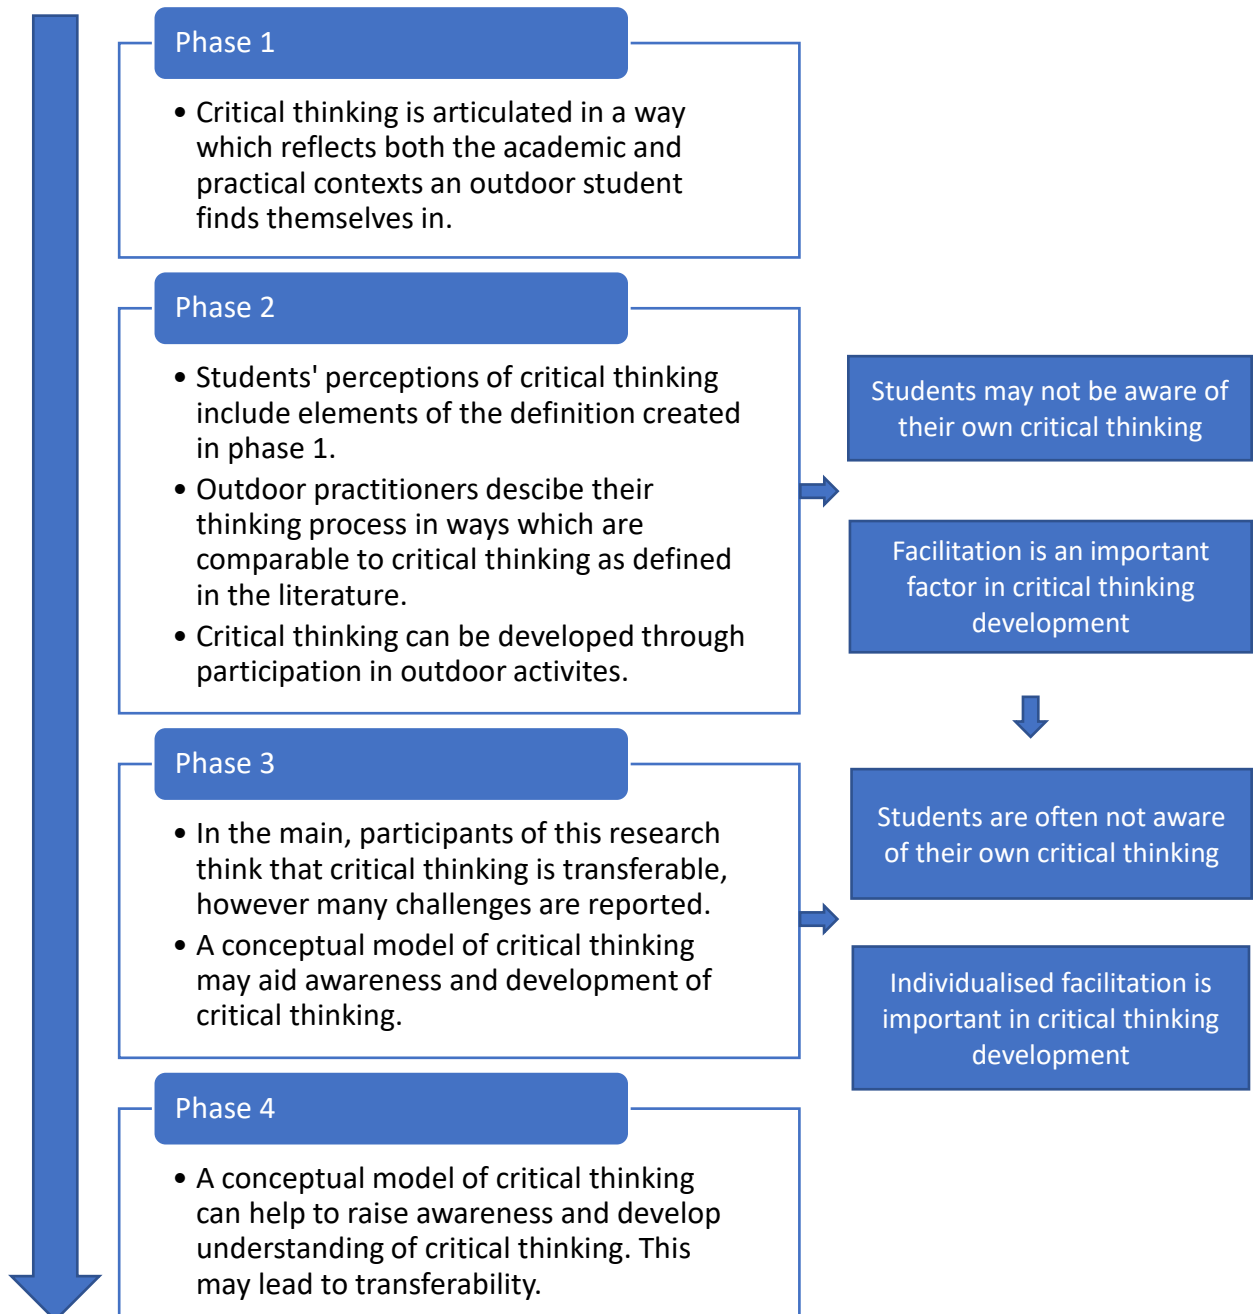 Phase 1
• Critical thinking is articulated in a way
which reflects both the academic and
practical contexts an outdoor student
finds themselves in.
Phase 2
• Students' perceptions of critical thinking
include elements of the definition created
in phase 1.
• Outdoor practitioners descibe their
thinking process in ways which are
comparable to critical thinking as defined
in the literature.
• Critical thinking can be developed through
participation in outdoor activites.
Students may not be aware of
their own critical thinking
Facilitation is an important
factor in critical thinking
development
Phase 3
• In the main, participants of this research
think that critical thinking is transferable,
however many challenges are reported.
• A conceptual model of critical thinking
may aid awareness and development of
critical thinking.
Students are often not aware
of their own critical thinking
Individualised facilitation is
important in critical thinking
development
Phase 4
• A conceptual model of critical thinking
can help to raise awareness and develop
understanding of critical thinking. This
may lead to transferability.